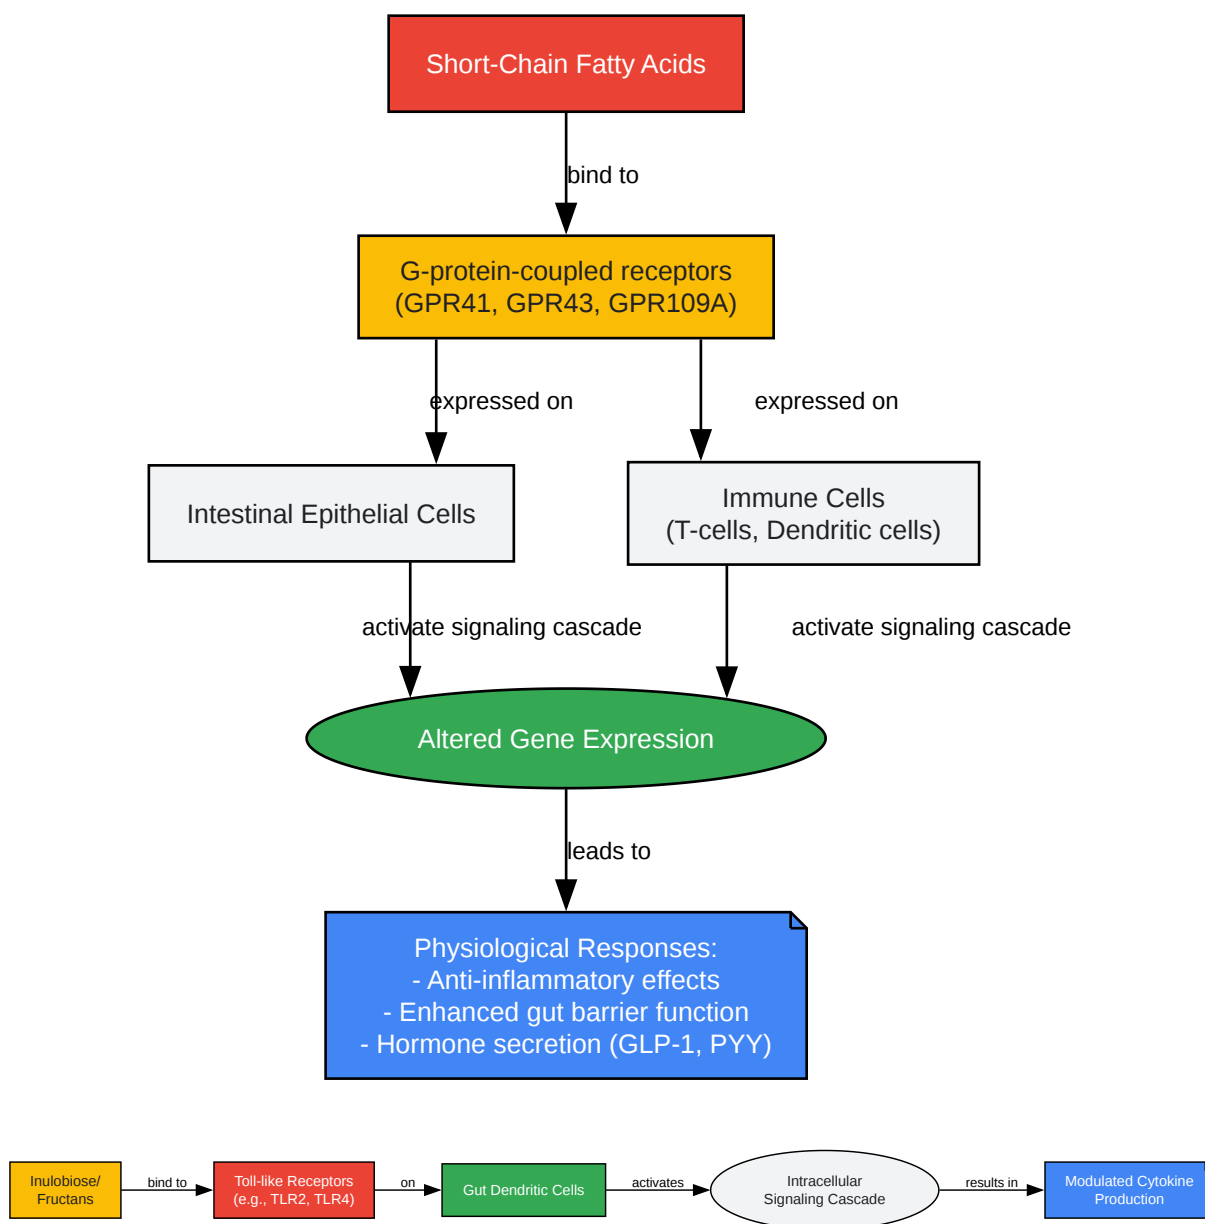 Short-Chain Fatty Acids
bind to
G-protein-coupled receptors
(GPR41, GPR43, GPR109A)
expressed on
expressed on
Intestinal Epithelial Cells
Immune Cells
(T-cells, Dendritic cells)
activate signaling cascade
activate signaling cascade
Altered Gene Expression
leads to
Physiological Responses:
- Anti-inflammatory effects
- Enhanced gut barrier function
- Hormone secretion (GLP-1, PYY)
Inulobiose/
Fructans
bind to
Toll-like Receptors
(e.g., TLR2, TLR4)
on
Gut Dendritic Cells
activates
Intracellular
Signaling Cascade
results in
Modulated Cytokine
Production